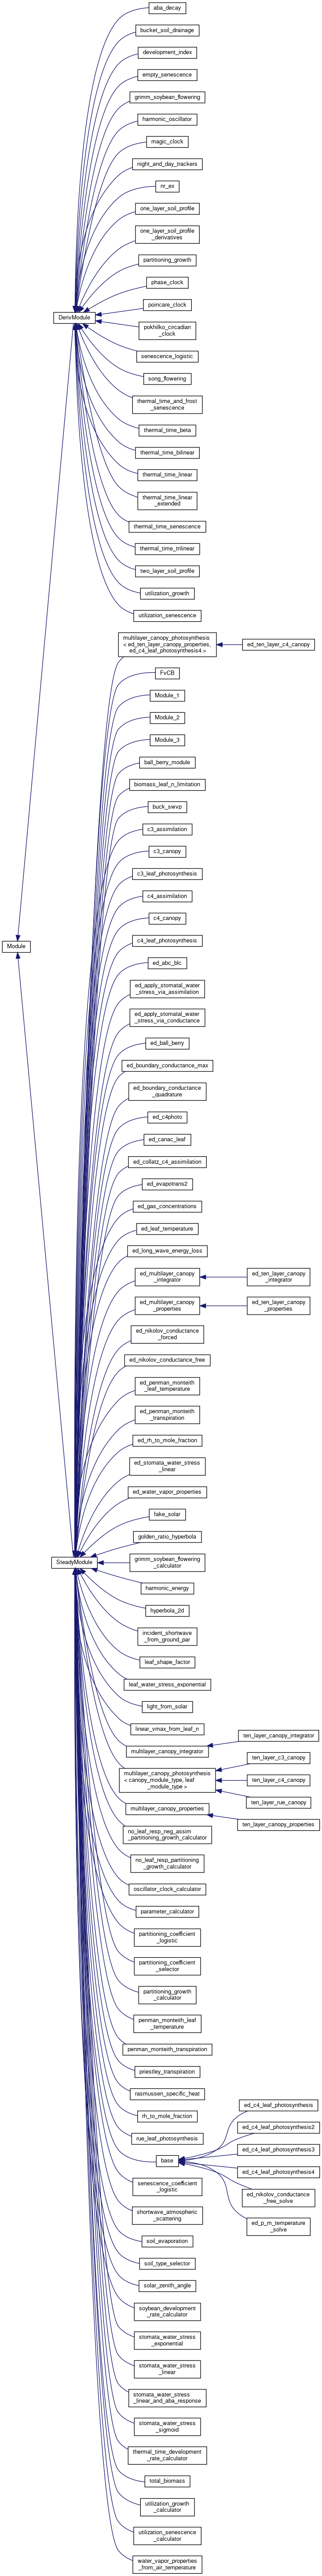 aba_decay
bucket_soil_drainage
development_index
empty_senescence
grimm_soybean_flowering
harmonic_oscillator
magic_clock
night_and_day_trackers
nr_ex
one_layer_soil_profile
one_layer_soil_profile
_derivatives
partitioning_growth
phase_clock
poincare_clock
DerivModule
pokhilko_circadian
_clock
senescence_logistic
song_flowering
thermal_time_and_frost
_senescence
thermal_time_beta
thermal_time_bilinear
thermal_time_linear
thermal_time_linear
_extended
thermal_time_senescence
thermal_time_trilinear
two_layer_soil_profile
utilization_growth
utilization_senescence
multilayer_canopy_photosynthesis
< ed_ten_layer_canopy_properties,
ed_c4_leaf_photosynthesis4 >
ed_ten_layer_c4_canopy
FvCB
Module_1
Module_2
Module_3
ball_berry_module
biomass_leaf_n_limitation
buck_swvp
c3_assimilation
c3_canopy
c3_leaf_photosynthesis
c4_assimilation
c4_canopy
c4_leaf_photosynthesis
Module
ed_abc_blc
ed_apply_stomatal_water
_stress_via_assimilation
ed_apply_stomatal_water
_stress_via_conductance
ed_ball_berry
ed_boundary_conductance_max
ed_boundary_conductance
_quadrature
ed_c4photo
ed_canac_leaf
ed_collatz_c4_assimilation
ed_evapotrans2
ed_gas_concentrations
ed_leaf_temperature
ed_long_wave_energy_loss
ed_multilayer_canopy
_integrator
ed_ten_layer_canopy
_integrator
ed_multilayer_canopy
_properties
ed_ten_layer_canopy
_properties
ed_nikolov_conductance
_forced
ed_nikolov_conductance_free
ed_penman_monteith
_leaf_temperature
ed_penman_monteith
_transpiration
ed_rh_to_mole_fraction
ed_stomata_water_stress
_linear
ed_water_vapor_properties
fake_solar
golden_ratio_hyperbola
SteadyModule
grimm_soybean_flowering
_calculator
harmonic_energy
hyperbola_2d
incident_shortwave
_from_ground_par
leaf_shape_factor
leaf_water_stress_exponential
light_from_solar
linear_vmax_from_leaf_n
ten_layer_canopy_integrator
multilayer_canopy_integrator
ten_layer_c3_canopy
multilayer_canopy_photosynthesis
< canopy_module_type, leaf
_module_type >
ten_layer_c4_canopy
ten_layer_rue_canopy
multilayer_canopy_properties
ten_layer_canopy_properties
no_leaf_resp_neg_assim
_partitioning_growth_calculator
no_leaf_resp_partitioning
_growth_calculator
oscillator_clock_calculator
parameter_calculator
partitioning_coefficient
_logistic
partitioning_coefficient
_selector
partitioning_growth
_calculator
penman_monteith_leaf
_temperature
penman_monteith_transpiration
priestley_transpiration
rasmussen_specific_heat
rh_to_mole_fraction
rue_leaf_photosynthesis
base
ed_c4_leaf_photosynthesis
ed_c4_leaf_photosynthesis2
ed_c4_leaf_photosynthesis3
ed_c4_leaf_photosynthesis4
ed_nikolov_conductance
_free_solve
ed_p_m_temperature
_solve
senescence_coefficient
_logistic
shortwave_atmospheric
_scattering
soil_evaporation
soil_type_selector
solar_zenith_angle
soybean_development
_rate_calculator
stomata_water_stress
_exponential
stomata_water_stress
_linear
stomata_water_stress
_linear_and_aba_response
stomata_water_stress
_sigmoid
thermal_time_development
_rate_calculator
total_biomass
utilization_growth
_calculator
utilization_senescence
_calculator
water_vapor_properties
_from_air_temperature